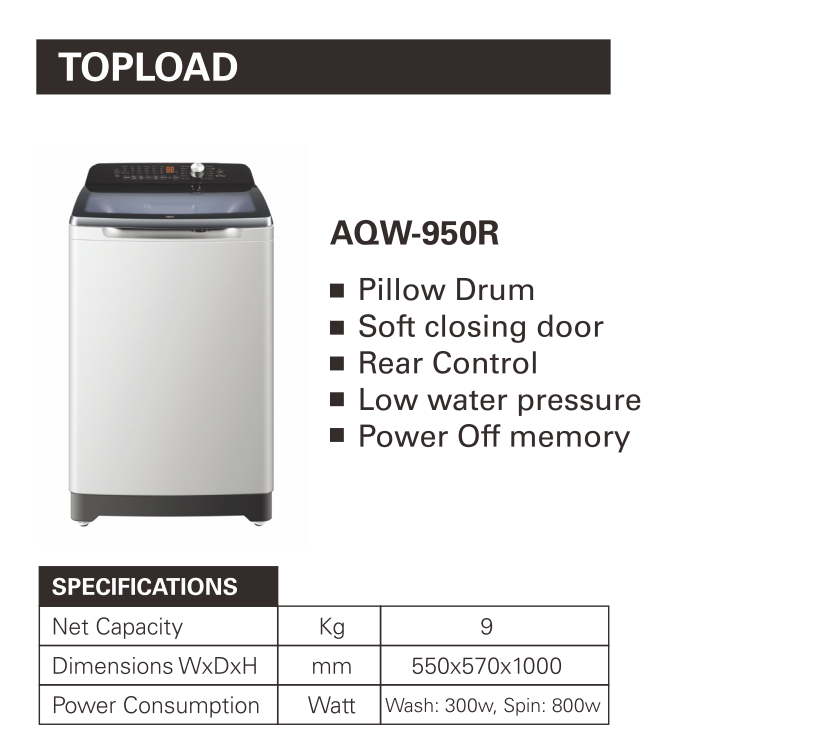 TOPLOAD
AQW-950R
Pillow Drum
Soft closing door
Rear Control
Low water pressure
Power Off memory
SPECIFICATIONS
Net Capacity Kg 9
Dimensions WxDxH mm 550x570x1000
Power Consumption Watt Wash: 300w, Spin: 800w